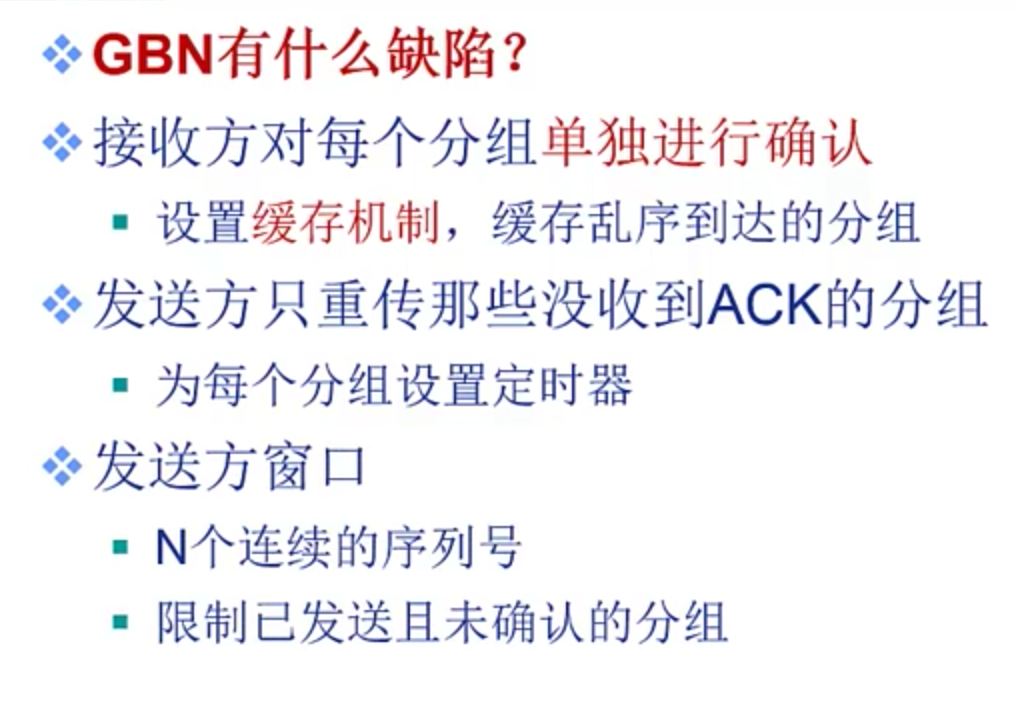 GBN有什么缺陷？
接收方对每个分组单独进行确认
设置缓存机制，缓存乱序到达的分组
发送方只重传那些没收到ACK的分组
为每个分组设置定时器
发送方窗口
N个连续的序列号
限制已发送且未确认的分组